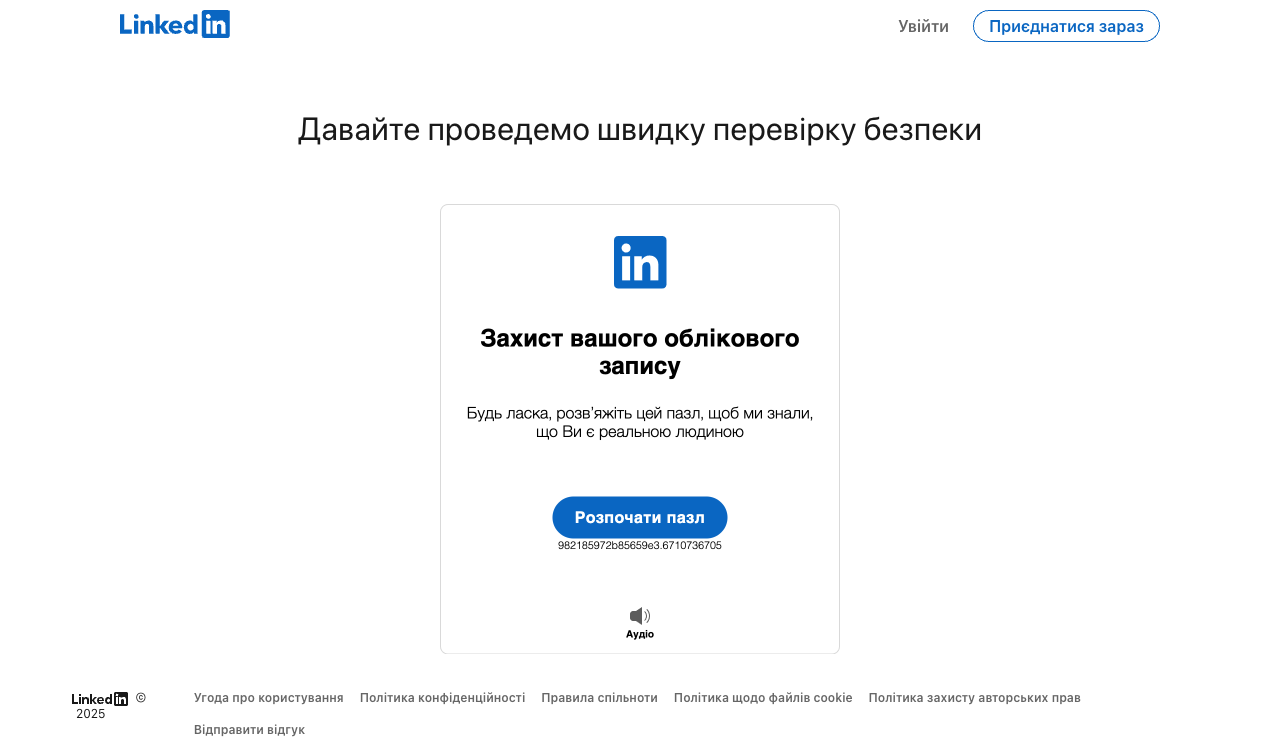 LinkedIn
Увійти
Приєднатися зараз
Давайте проведемо швидку перевірку безпеки
in
Захист вашого облікового
запису
Будь ласка, розв'яжіть цей пазл, щоб ми знали,
що Ви є реальною людиною
Розпочати пазл
982185972b85659e3.6710736705
Аудіо
LinkedIn ©
2025
Угода про користування
Політика конфіденційності
Правила спільноти
Політика щодо файлів cookie
Політика захисту авторських прав
Відправити відгук